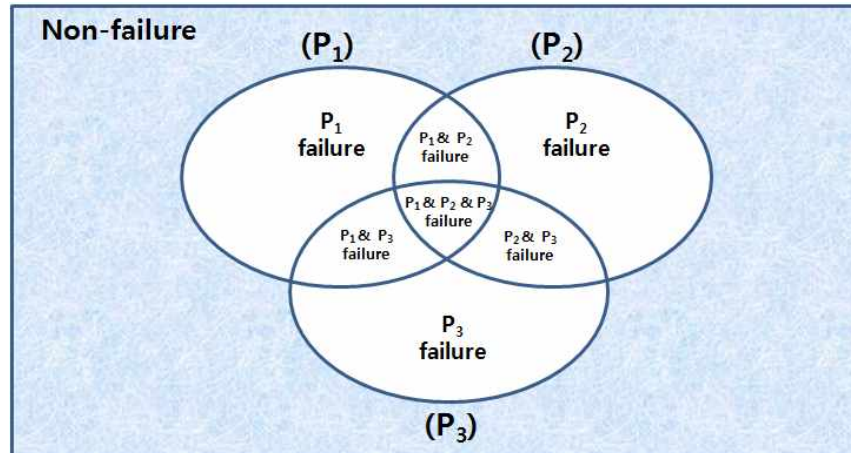 Non-failure
(P₁)
(P₂)
P₁
failure
P₁ & P₂
failure
P₂
failure
P₁ & P₂ & P₃
failure
P₁ & P₃
failure
P₂ & P₃
failure
P₃
failure
(P₃)